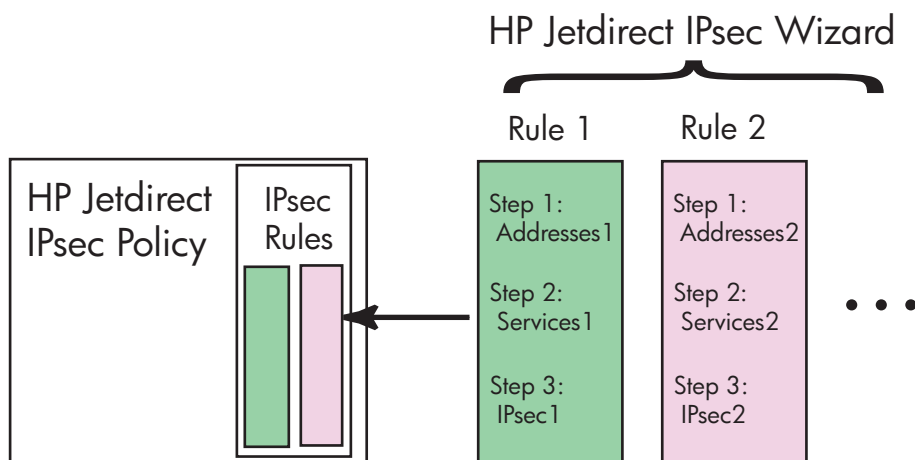 HP Jetdirect IPsec Wizard
Rule 1
Rule 2
HP Jetdirect
IPsec Policy
IPsec
Rules
Step 1:
Addresses1
Step 2:
Services1
Step 3:
IPsec1
Step 1:
Addresses2
Step 2:
Services2
Step 3:
IPsec2
...